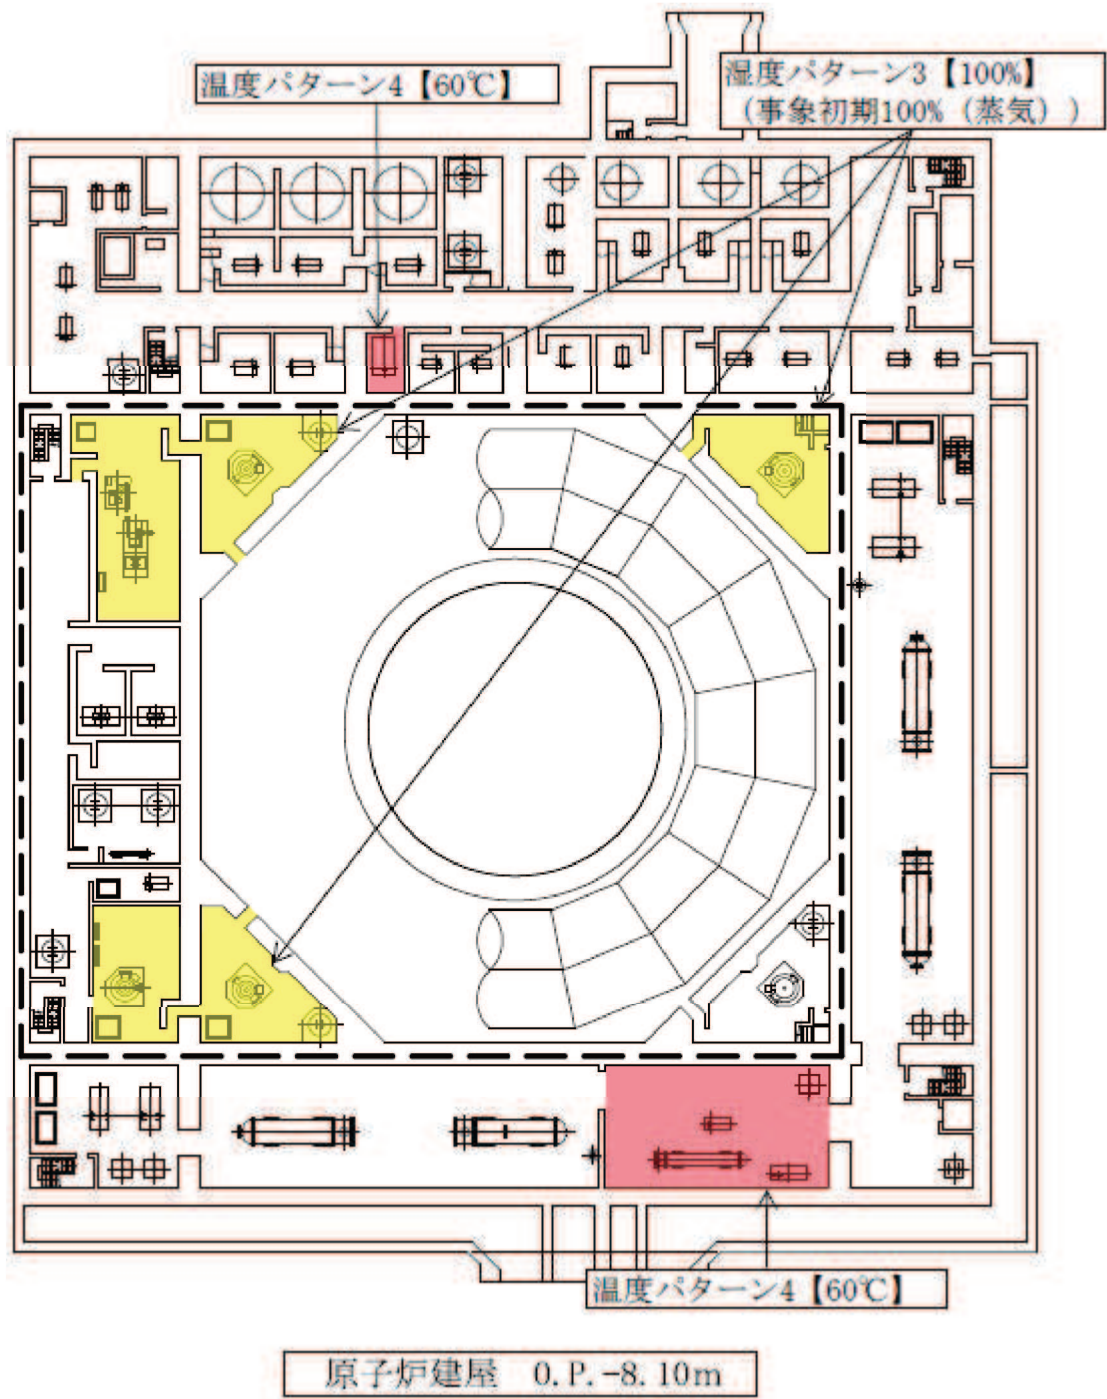 温度パターン4【60℃】
湿度パターン3【100%】
（事象初期100%（蒸気））
温度パターン4【60℃】
原子炉建屋 O.P.-8.10m